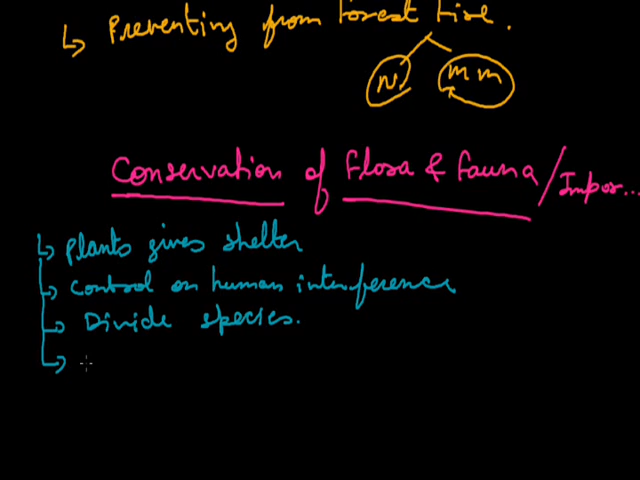 Preventing from Forest Fire.
N. mm
Conservation of Flora & Fauna/Impor...
Plants gives shelter
Control on human interference
Divide species.